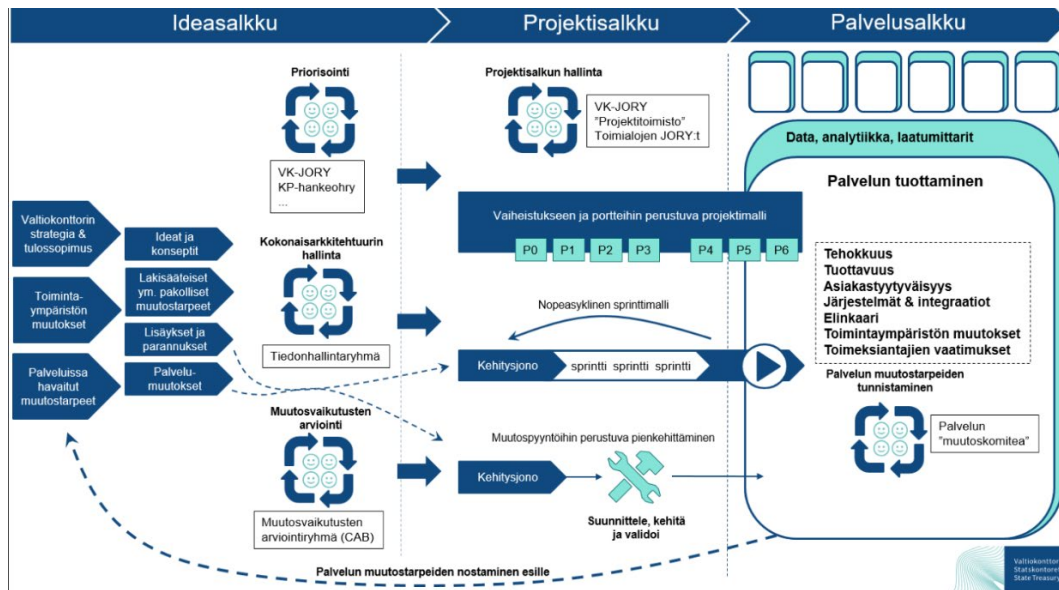 Ideasalkku
Projektisalkku
Palvelusalkku
Priorisointi
VK-JORY
KP-hankeohry
...
Projektisalkun hallinta
VK-JORY
"Projektitoimisto"
Toimialojen JORY:t
Data, analytiikka, laatumittarit
Palvelun tuottaminen
Valtiokonttorin
strategia &
tulossopimus
Toiminta-
ympäristön
muutokset
Palveluissa
havaitut
muutostarpeet
Ideat ja
konseptit
Lakisääteiset
ym. pakolliset
muutostarpeet
Lisäykset ja
parannukset
Palvelu-
muutokset
Kokonaisarkkitehtuurin
hallinta
Tiedonhallintaryhmä
Muutosvaikutusten
arviointi
Muutosvaikutusten
arviointiryhmä (CAB)
Vaiheistukseen ja portteihin perustuva projektimalli
P0 P1 P2 P3 P4 P5 P6
Nopeasyklinen sprinttimalli
Kehitysjono
sprintti sprintti sprintti
Muutospyyntöihin perustuva pienkehittäminen
Kehitysjono
Suunnittele, kehitä
ja validoi
Tehokkuus
Tuottavuus
Asiakastyytyväisyys
Järjestelmät & integraatiot
Elinkaari
Toimintaympäristön muutokset
Toimeksiantajien vaatimukset
Palvelun muutostarpeiden
tunnistaminen
Palvelun
"muutoskomitea"
Palvelun muutostarpeiden nostaminen esille
Valtiokonttori
Statskontoret
State Treasury